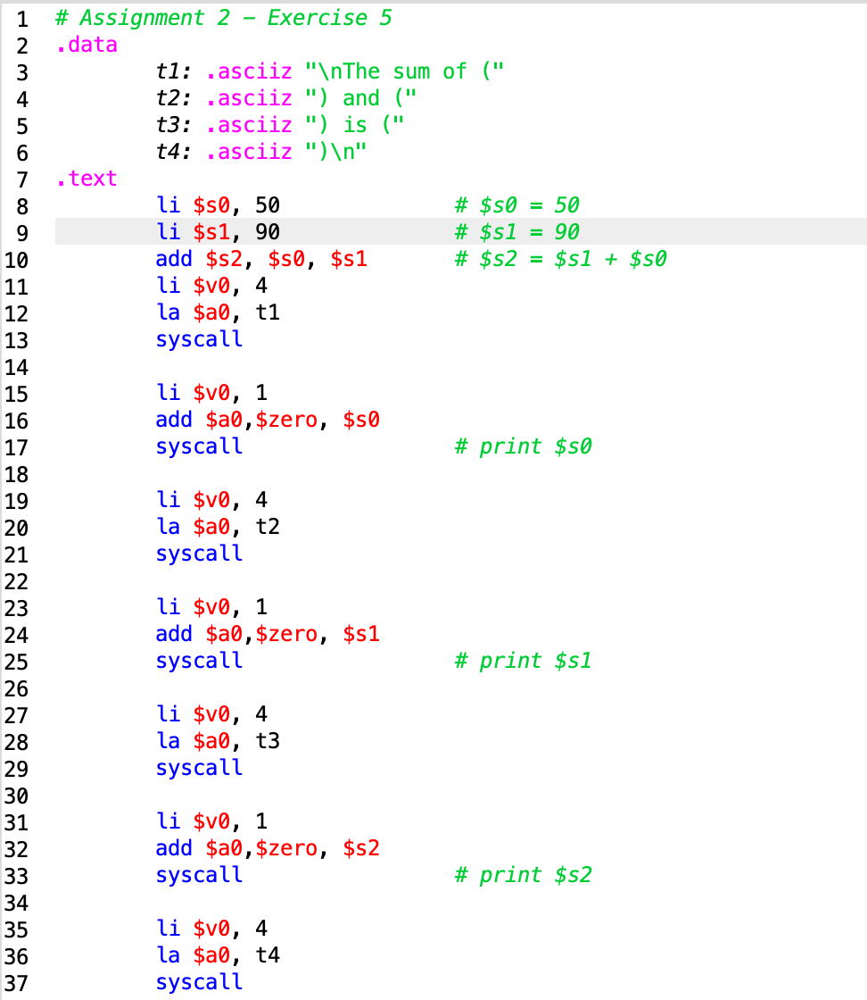 1 # Assignment 2 – Exercise 5
2 .data
3 t1: .asciiz "\nThe sum of ("
4 t2: .asciiz ") and ("
5 t3: .asciiz ") is ("
6 t4: .asciiz ")\n"
7 .text
8 li $s0, 50 # $s0 = 50
9 li $s1, 90 # $s1 = 90
10 add $s2, $s0, $s1 # $s2 = $s1 + $s0
11 li $v0, 4
12 la $a0, t1
13 syscall
14
15 li $v0, 1
16 add $a0,$zero, $s0
17 syscall # print $s0
18
19 li $v0, 4
20 la $a0, t2
21 syscall
22
23 li $v0, 1
24 add $a0,$zero, $s1
25 syscall # print $s1
26
27 li $v0, 4
28 la $a0, t3
29 syscall
30
31 li $v0, 1
32 add $a0,$zero, $s2
33 syscall # print $s2
34
35 li $v0, 4
36 la $a0, t4
37 syscall